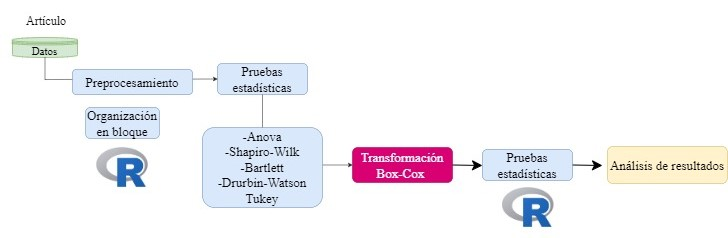 Artículo
Datos
Preprocesamiento
Organización
en bloque
R
Pruebas
estadísticas
-Anova
-Shapiro-Wilk
-Bartlett
-Drurbin-Watson
Tukey
Transformación
Box-Cox
Pruebas
estadísticas
R
Análisis de resultados